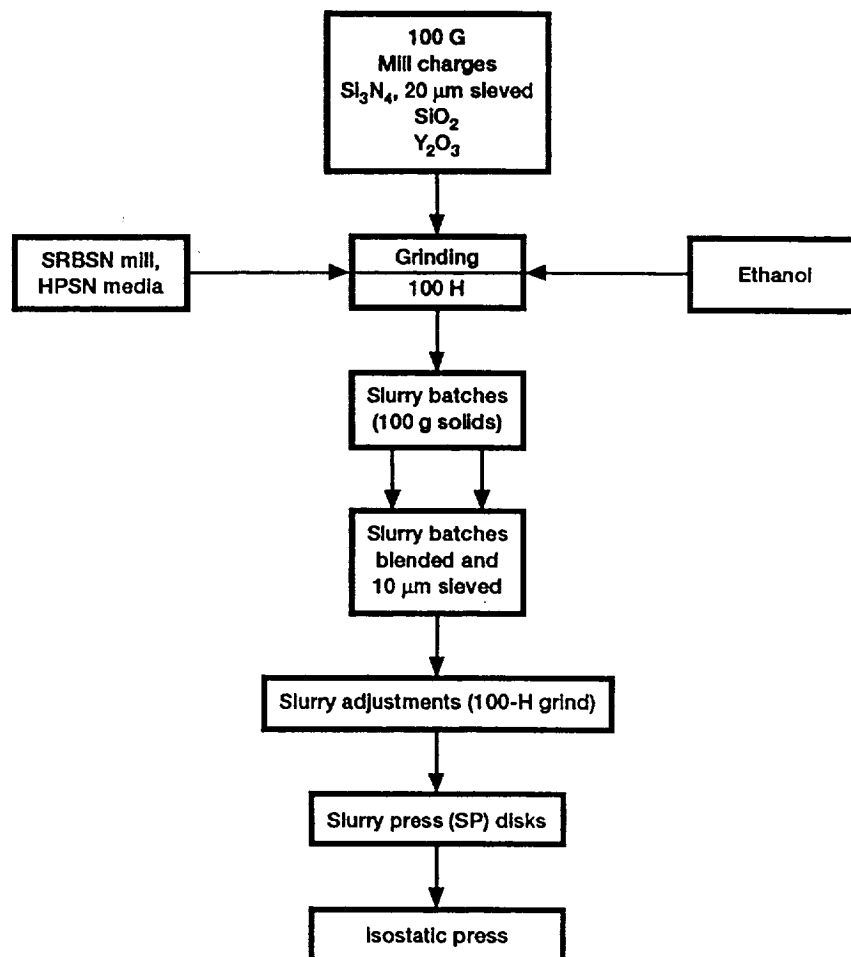 100 G
Mill charges
Si₃N₄, 20 μm sieved
SiO₂
Y₂O₃
SRBSN mill,
HPSN media
Grinding
100 H
Ethanol
Slurry batches
(100 g solids)
Slurry batches
blended and
10 μm sieved
Slurry adjustments (100-H grind)
Slurry press (SP) disks
Isostatic press